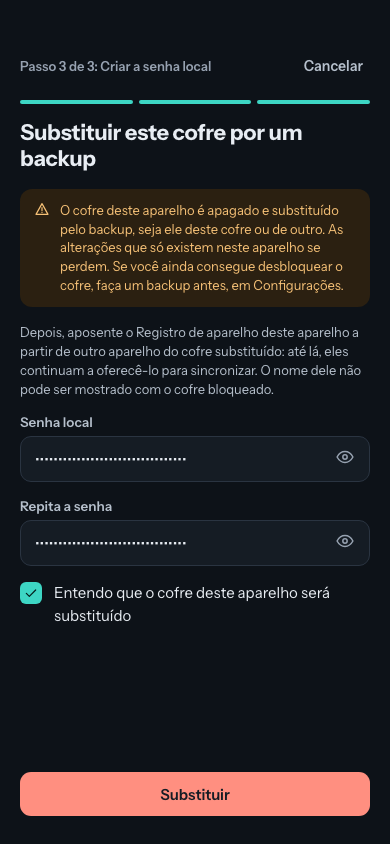 Passo 3 de 3: Criar a senha local
Cancelar
Substituir este cofre por um
backup
O cofre deste aparelho é apagado e substituído
pelo backup, seja ele deste cofre ou de outro. As
alterações que só existem neste aparelho se
perdem. Se você ainda consegue desbloquear o
cofre, faça um backup antes, em Configurações.
Depois, aposente o Registro de aparelho deste aparelho a
partir de outro aparelho do cofre substituído: até lá, eles
continuam a oferecê-lo para sincronizar. O nome dele não
pode ser mostrado com o cofre bloqueado.
Senha local
Repita a senha
Entendo que o cofre deste aparelho será
substituído
Substituir